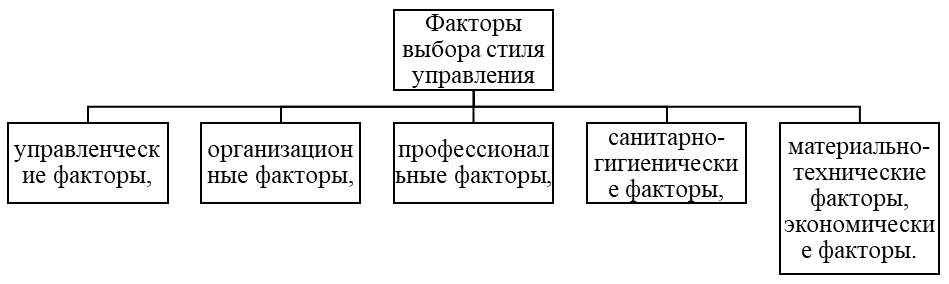 Факторы
выбора стиля
управления
управленческ
ие факторы,
организацион
ные факторы,
профессионал
ьные факторы,
санитарно-
гигиенически
е факторы,
материально-
технические
факторы,
экономически
е факторы.